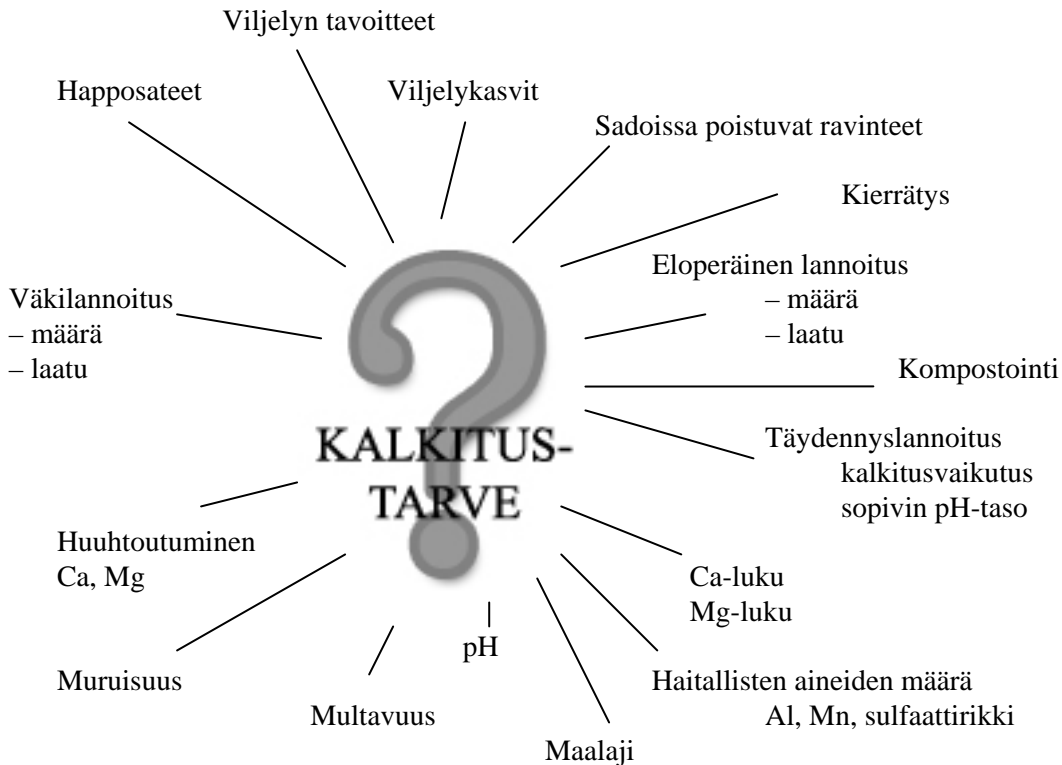 Viljelyn tavoitteet
Happosateet
Viljelykasvit
Sadoissa poistuvat ravinteet
Kierrätys
Eloperäinen lannoitus
– määrä
– laatu
Väkilannoitus
– määrä
– laatu
Kompostointi
Täydennyslannoitus
kalkitusvaikutus
sopivin pH-taso
KALKITUS-
TARVE
Huuhtoutuminen
Ca, Mg
Ca-luku
Mg-luku
pH
Muruisuus
Haitallisten aineiden määrä
Al, Mn, sulfaattirikki
Multavuus
Maalaji